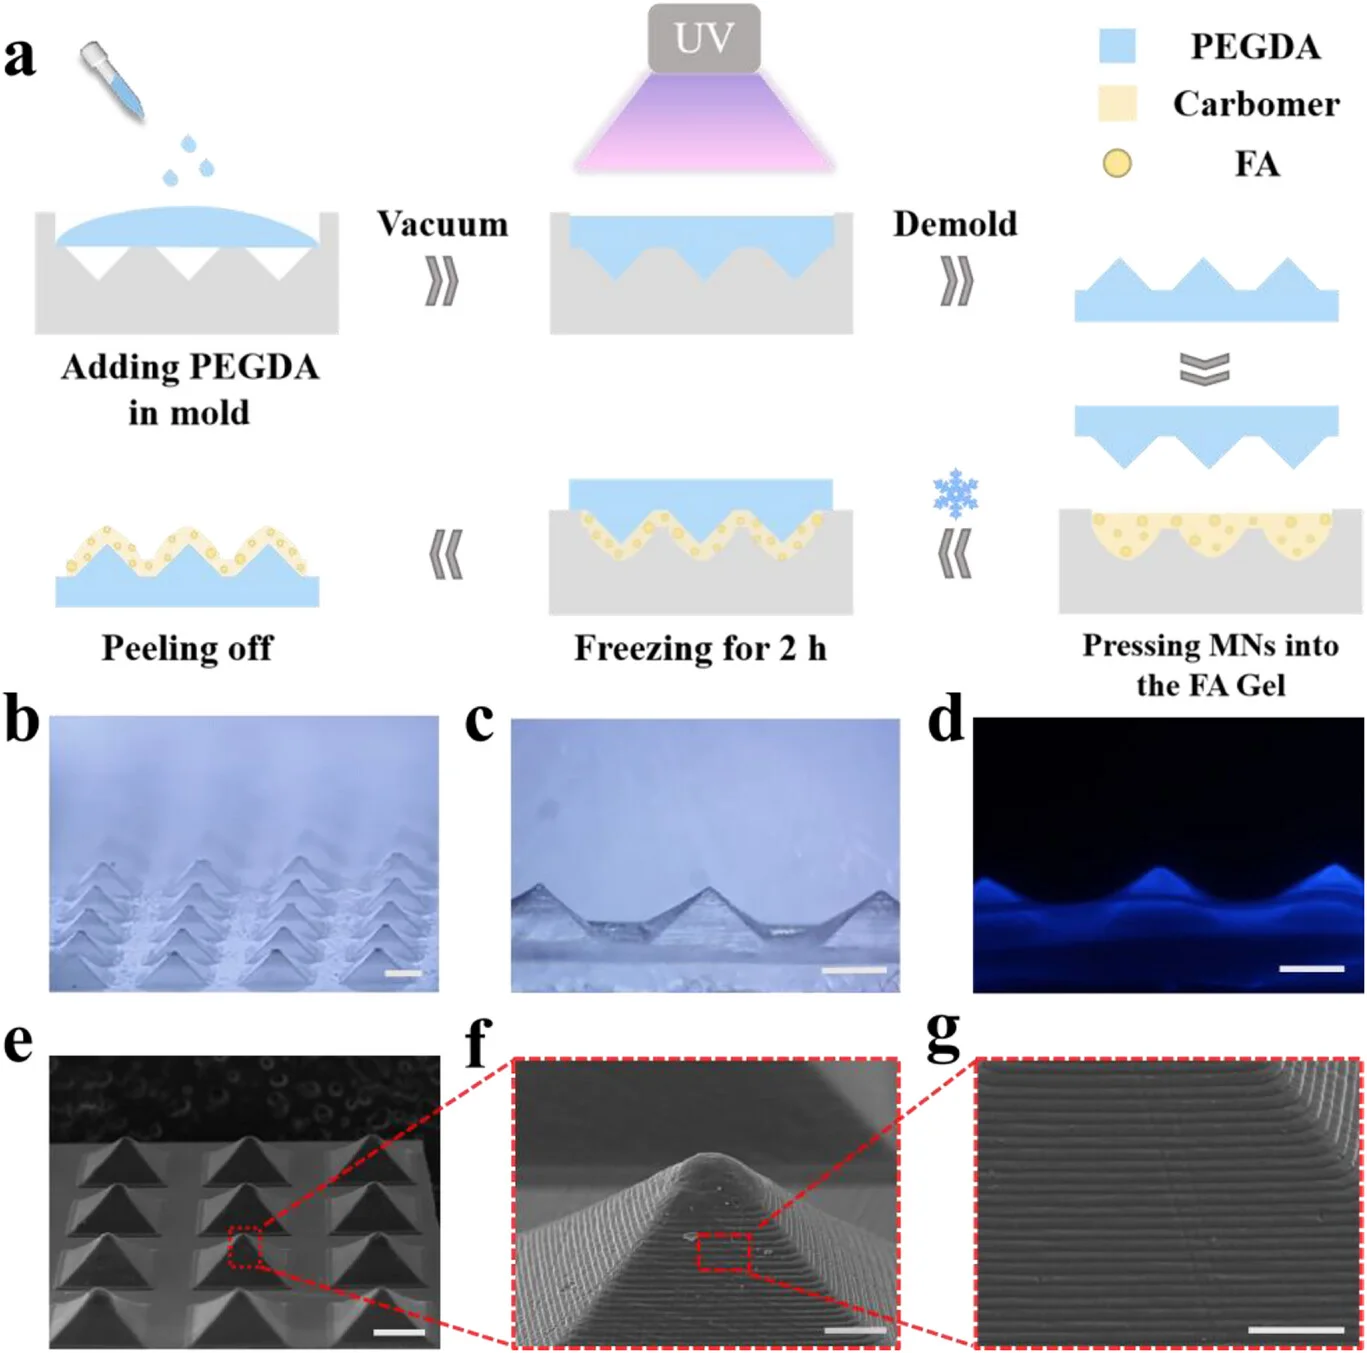 a
UV
PEGDA
Carbomer
FA
Vacuum
Demold
Adding PEGDA
in mold
Peeling off
Freezing for 2 h
Pressing MNs into
the FA Gel
b
c
d
e
f
g